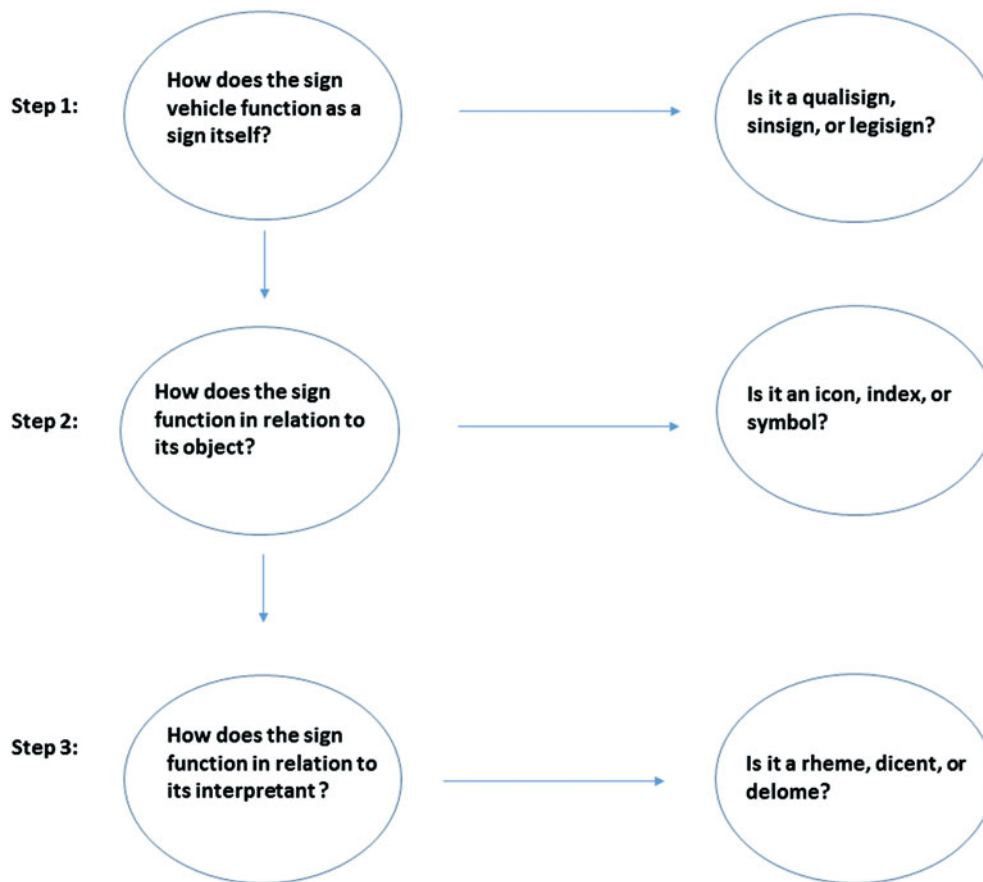 Step 1:
How does the sign
vehicle function as a
sign itself?
Is it a qualisign,
sinsign, or legisign?
Step 2:
How does the sign
function in relation to
its object?
Is it an icon, index, or
symbol?
Step 3:
How does the sign
function in relation to
its interpretant ?
Is it a rheme, dicent, or
delome?